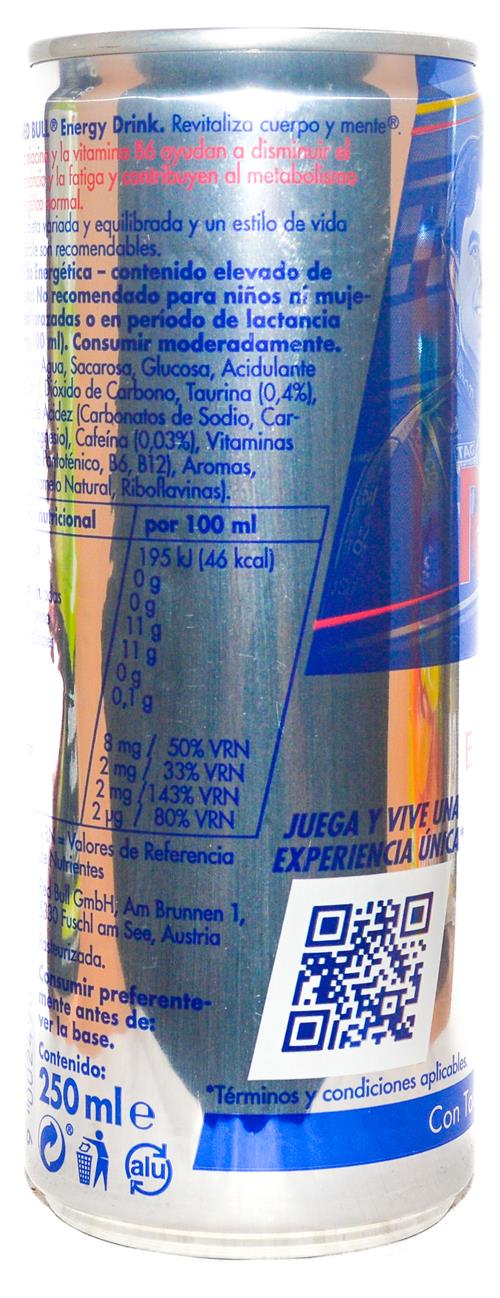 BULL® Energy Drink. Revitaliza cuerpo y mente®.
y la vitamina B6 ayudan a disminuir el
y la fatiga y contribuyen al metabolismo
normal.
variada y equilibrada y un estilo de vida
son recomendables.
Energética – contenido elevado de
No recomendado para niños ni muje-
o en período de lactancia
ml). Consumir moderadamente.
Agua, Sacarosa, Glucosa, Acidulante
Dióxido de Carbono, Taurina (0,4%),
Acidez (Carbonatos de Sodio, Car-
Cafeína (0,03%), Vitaminas
B6, B12), Aromas,
Natural, Riboflavinas).
nutricional por 100 ml
195 kJ (46 kcal)
0 g
0 g
11 g
11 g
0 g
0,1 g
8 mg / 50% VRN
2 mg / 33% VRN
2 mg /143% VRN
2 µg / 80% VRN
= Valores de Referencia
Nutrientes
Red Bull GmbH, Am Brunnen 1,
Fuschl am See, Austria
Consumir preferente-
mente antes de:
ver la base.
Contenido:
250 ml e
alu
TAG
JUEGA Y VIVE UNA
EXPERIENCIA ÚNICA*
*Términos y condiciones aplicables.
Con